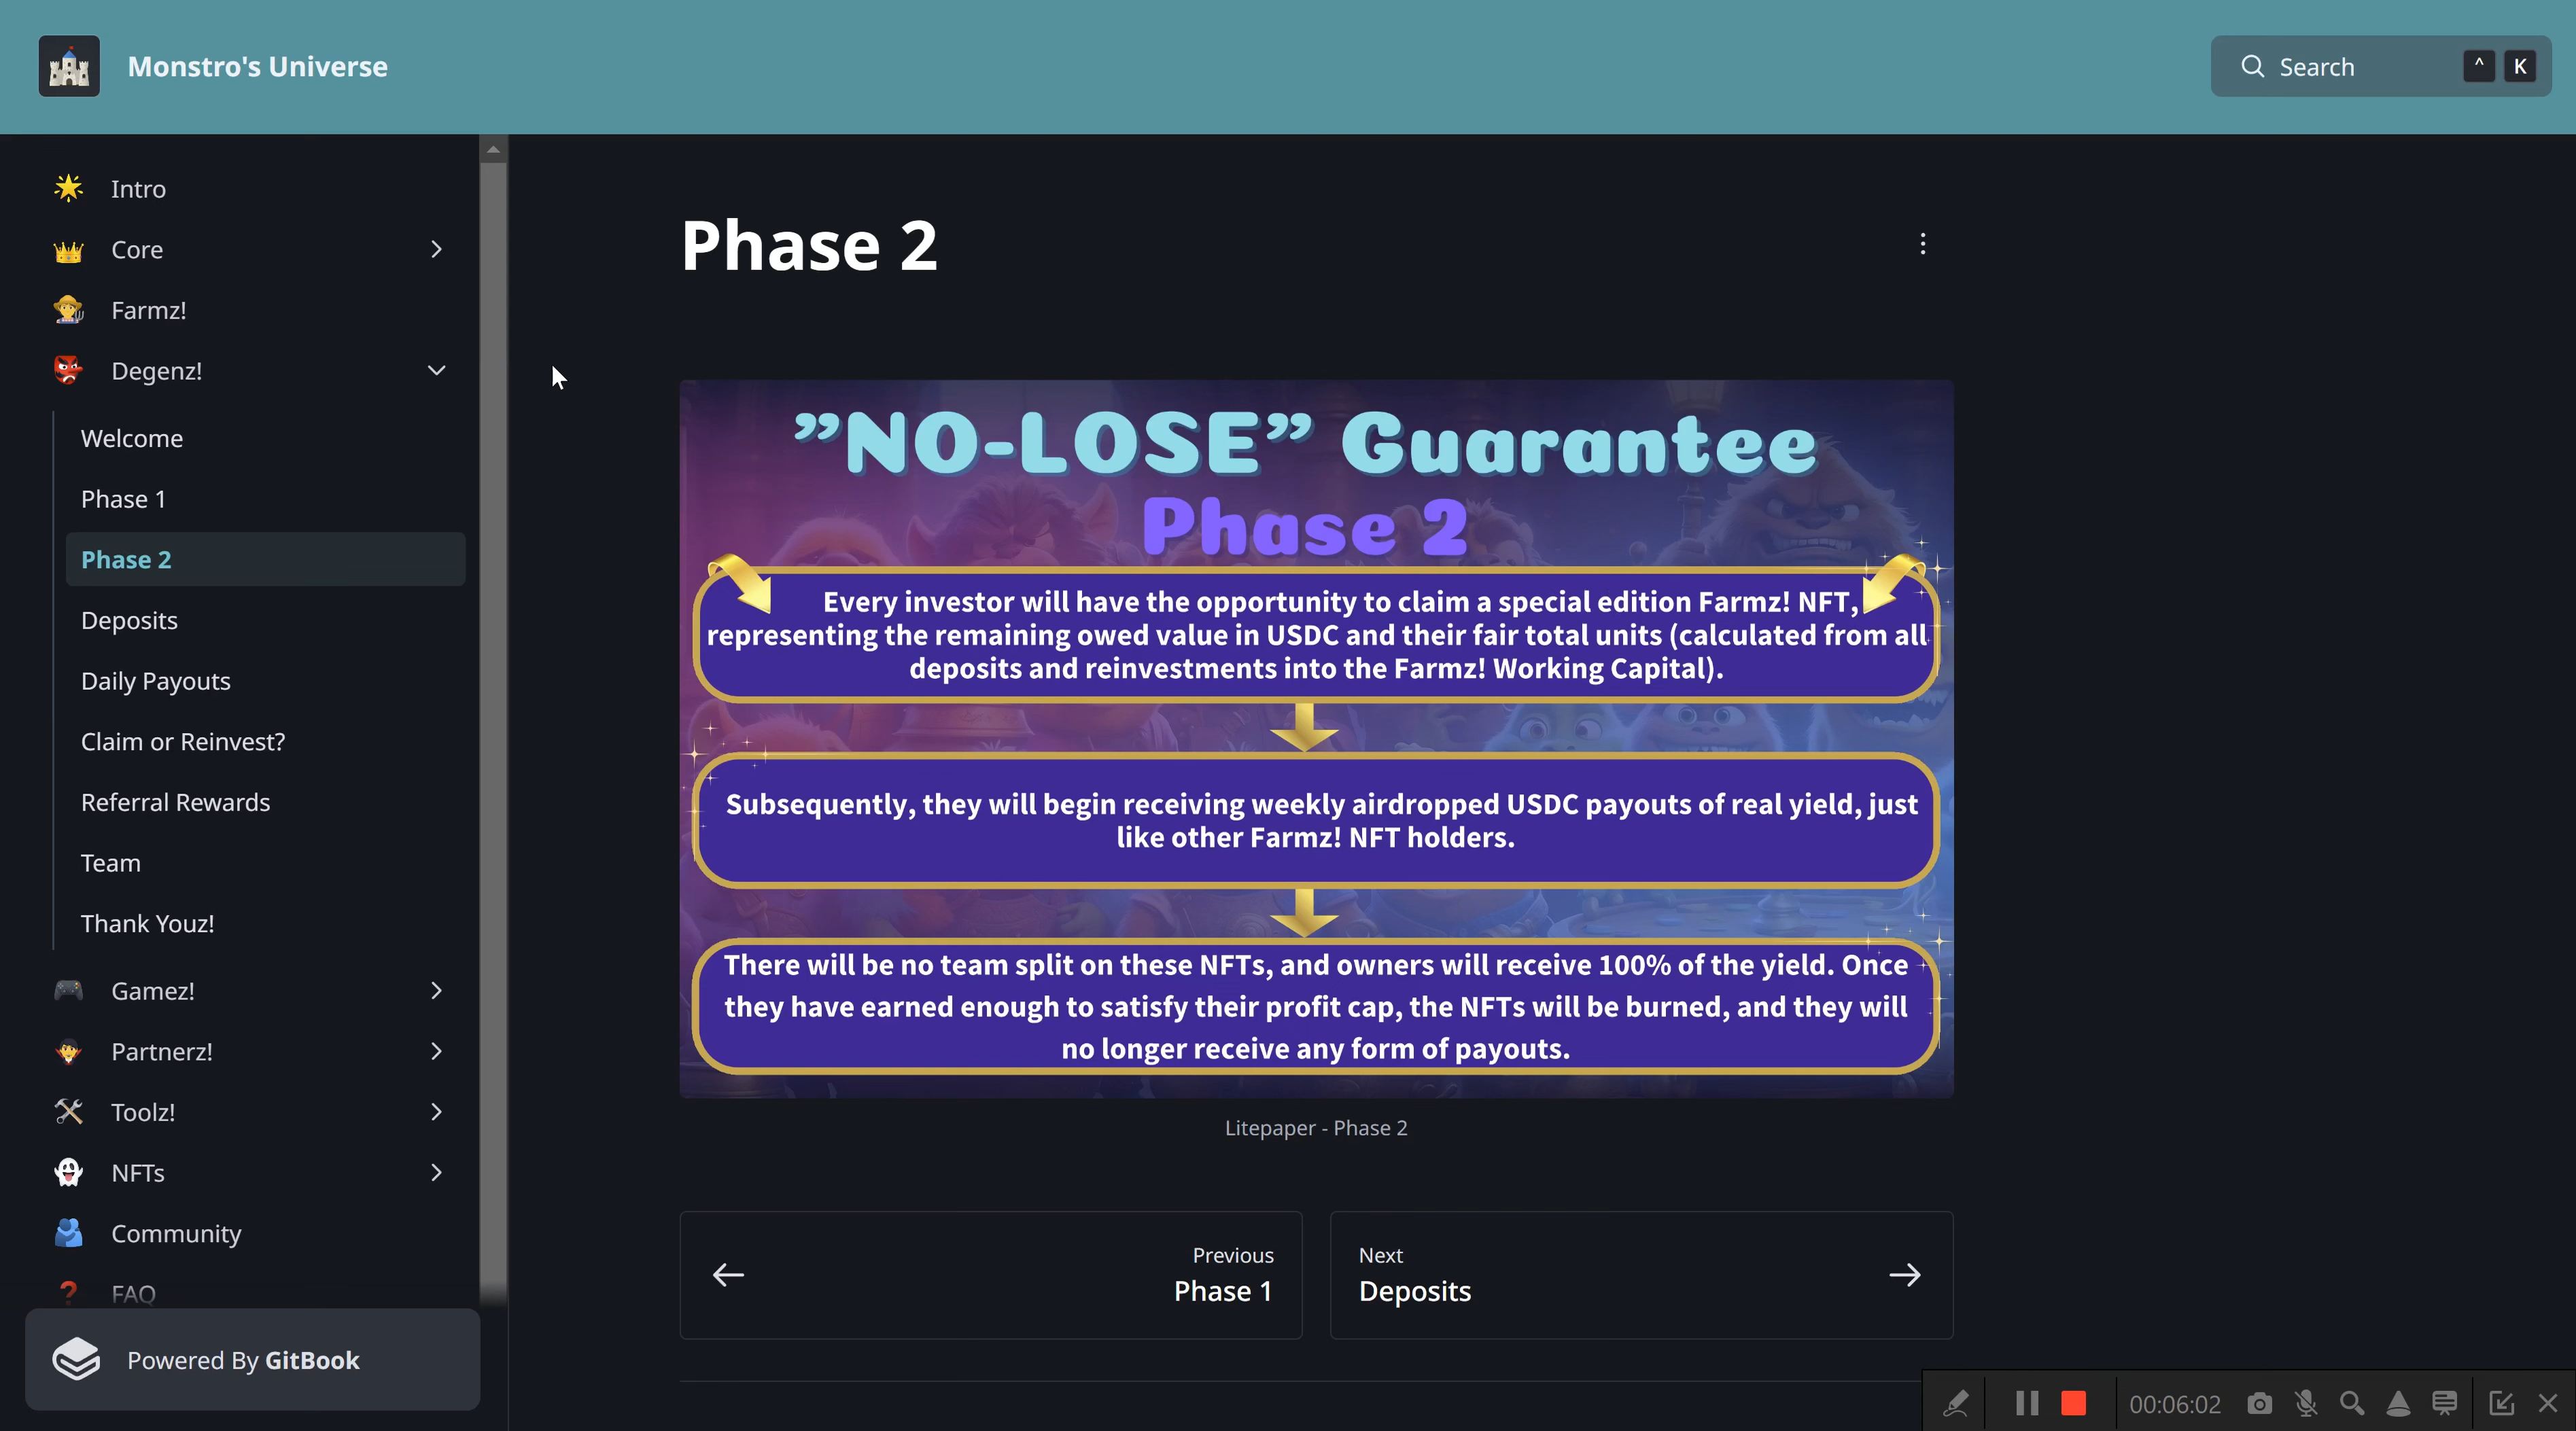 Monstro's Universe
Search
^
K
Intro
Core
Farmz!
Degenz!
Welcome
Phase 1
Phase 2
Deposits
Daily Payouts
Claim or Reinvest?
Referral Rewards
Team
Thank Youz!
Gamez!
Partnerz!
Toolz!
NFTs
Community
FAQ
Powered By GitBook
Phase 2
”NO-LOSE” Guarantee
Phase 2
Every investor will have the opportunity to claim a special edition Farmz! NFT,
representing the remaining owed value in USDC and their fair total units (calculated from all
deposits and reinvestments into the Farmz! Working Capital).
Subsequently, they will begin receiving weekly airdropped USDC payouts of real yield, just
like other Farmz! NFT holders.
There will be no team split on these NFTs, and owners will receive 100% of the yield. Once
they have earned enough to satisfy their profit cap, the NFTs will be burned, and they will
no longer receive any form of payouts.
Litepaper - Phase 2
Previous
Phase 1
Next
Deposits
00:06:02